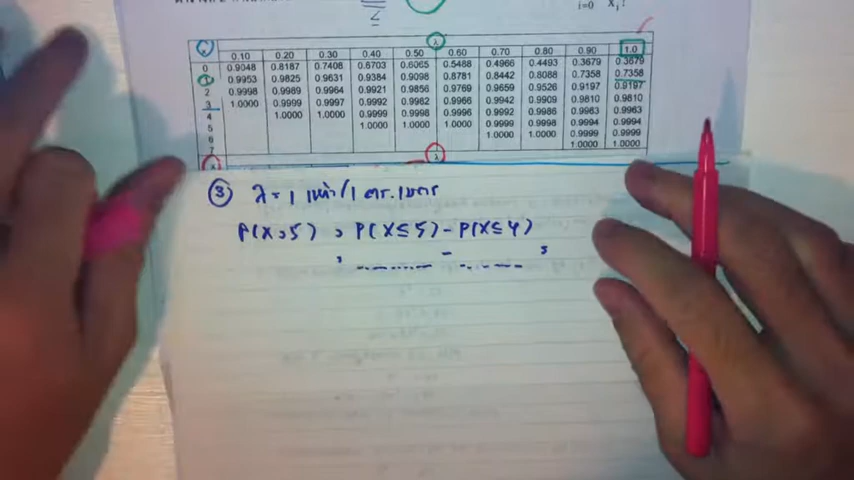 i=0 x_i!
λ
0.10 0.20 0.30 0.40 0.50 0.60 0.70 0.80 0.90 1.0
0 0.9048 0.8187 0.7408 0.6703 0.6065 0.5488 0.4966 0.4493 0.3679 0.3679
1 0.9953 0.9825 0.9631 0.9384 0.9098 0.8781 0.8442 0.8088 0.7358 0.7358
2 0.9998 0.9989 0.9964 0.9921 0.9856 0.9769 0.9659 0.9526 0.9197 0.9197
3 1.0000 0.9999 0.9997 0.9992 0.9982 0.9966 0.9942 0.9909 0.9810 0.9810
4 1.0000 1.0000 0.9999 0.9998 0.9996 0.9992 0.9986 0.9963 0.9963
5 1.0000 1.0000 1.0000 0.9999 0.9998 0.9994 0.9994
6 1.0000 1.0000 0.9999 0.9999
7 1.0000 1.0000
λ
③ λ = 1
P(X=5) = P(X≤5) - P(X≤4)
= -